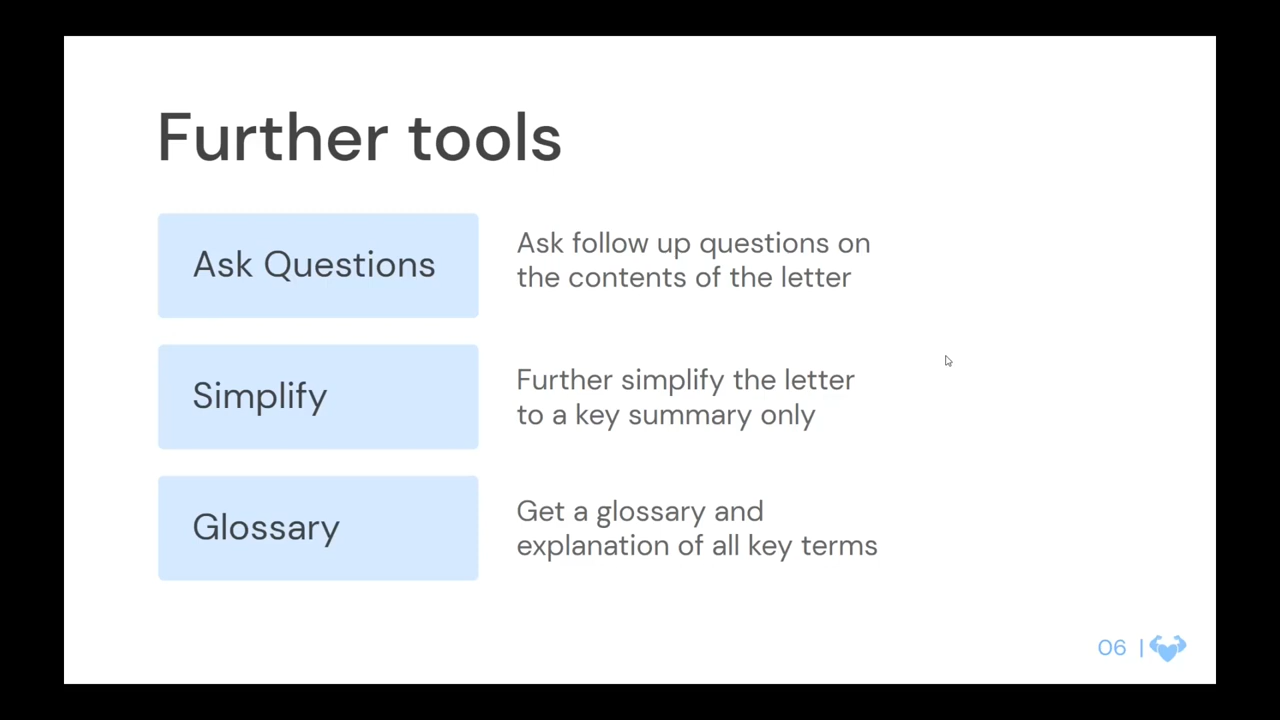 Further tools
Ask Questions
Ask follow up questions on
the contents of the letter
Simplify
Further simplify the letter
to a key summary only
Glossary
Get a glossary and
explanation of all key terms
06 |